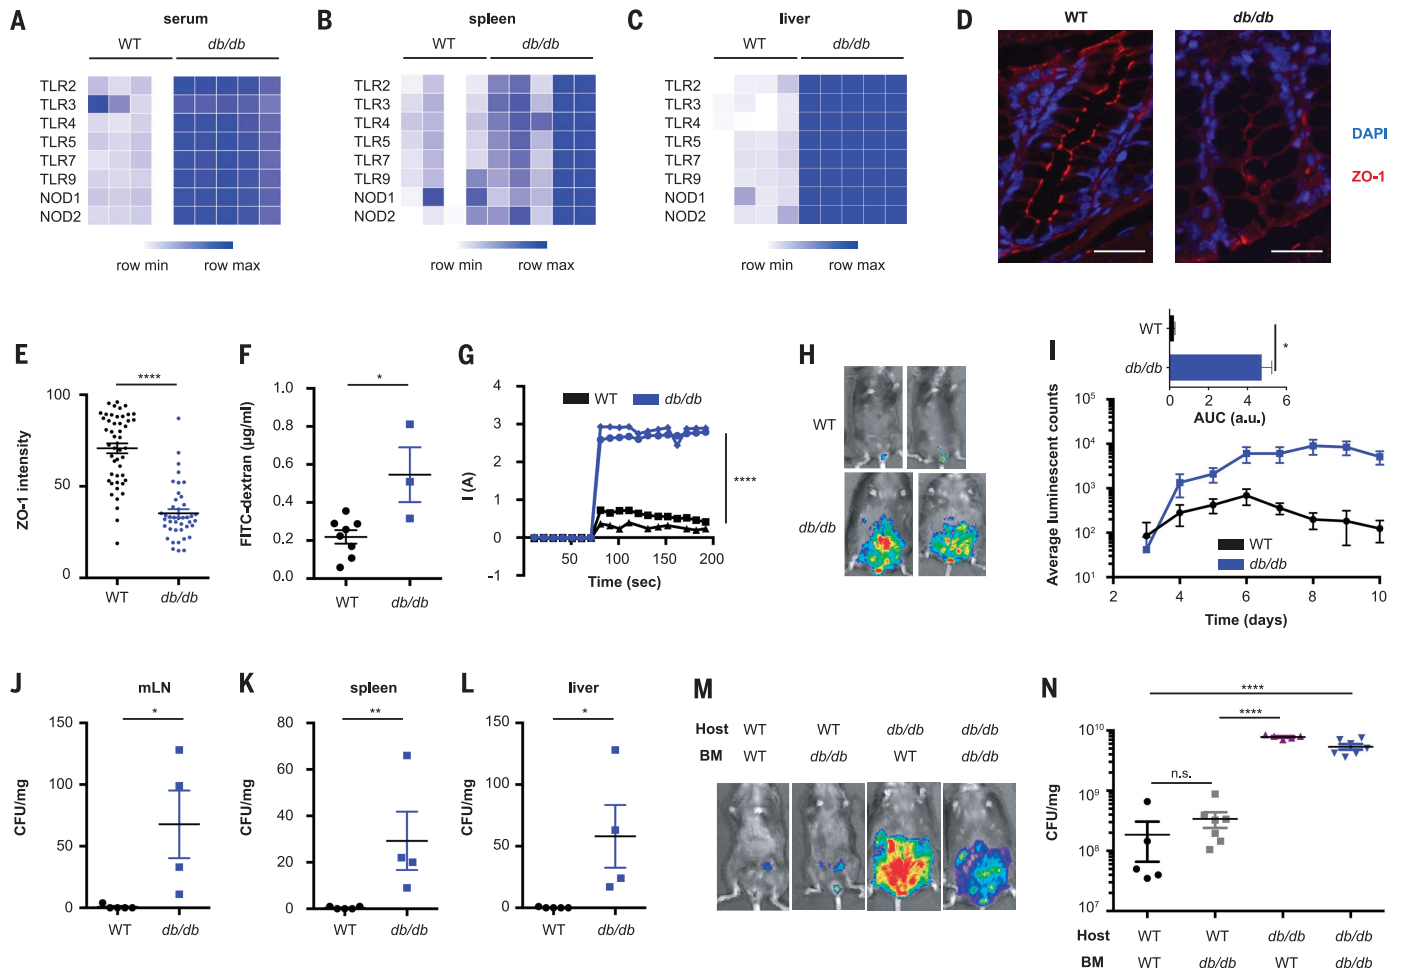 A
serum
WT
db/db
TLR2
TLR3
TLR4
TLR5
TLR7
TLR9
NOD1
NOD2
row min
row max
B
spleen
WT
db/db
TLR2
TLR3
TLR4
TLR5
TLR7
TLR9
NOD1
NOD2
row min
row max
C
liver
WT
db/db
TLR2
TLR3
TLR4
TLR5
TLR7
TLR9
NOD1
NOD2
row min
row max
D
WT
db/db
DAPI
ZO-1
E
****
ZO-1 intensity
100
50
0
WT
db/db
F
*
FITC-dextran (µg/ml)
1.0
0.8
0.6
0.4
0.2
0.0
WT
db/db
G
WT
db/db
I (A)
4
3
2
1
0
-1
50
100
150
200
****
Time (sec)
H
WT
db/db
I
WT
db/db
*
0
2
4
6
AUC (a.u.)
Average luminescent counts
10⁵
10⁴
10³
10²
10¹
WT
db/db
2
4
6
8
10
Time (days)
J
mLN
*
CFU/mg
150
100
50
0
WT
db/db
K
spleen
**
CFU/mg
80
60
40
20
0
WT
db/db
L
liver
*
CFU/mg
150
100
50
0
WT
db/db
M
Host WT WT db/db db/db
BM WT db/db WT db/db
N
****
****
n.s.
CFU/mg
10¹⁰
10⁹
10⁸
10⁷
Host WT WT db/db db/db
BM WT db/db WT db/db